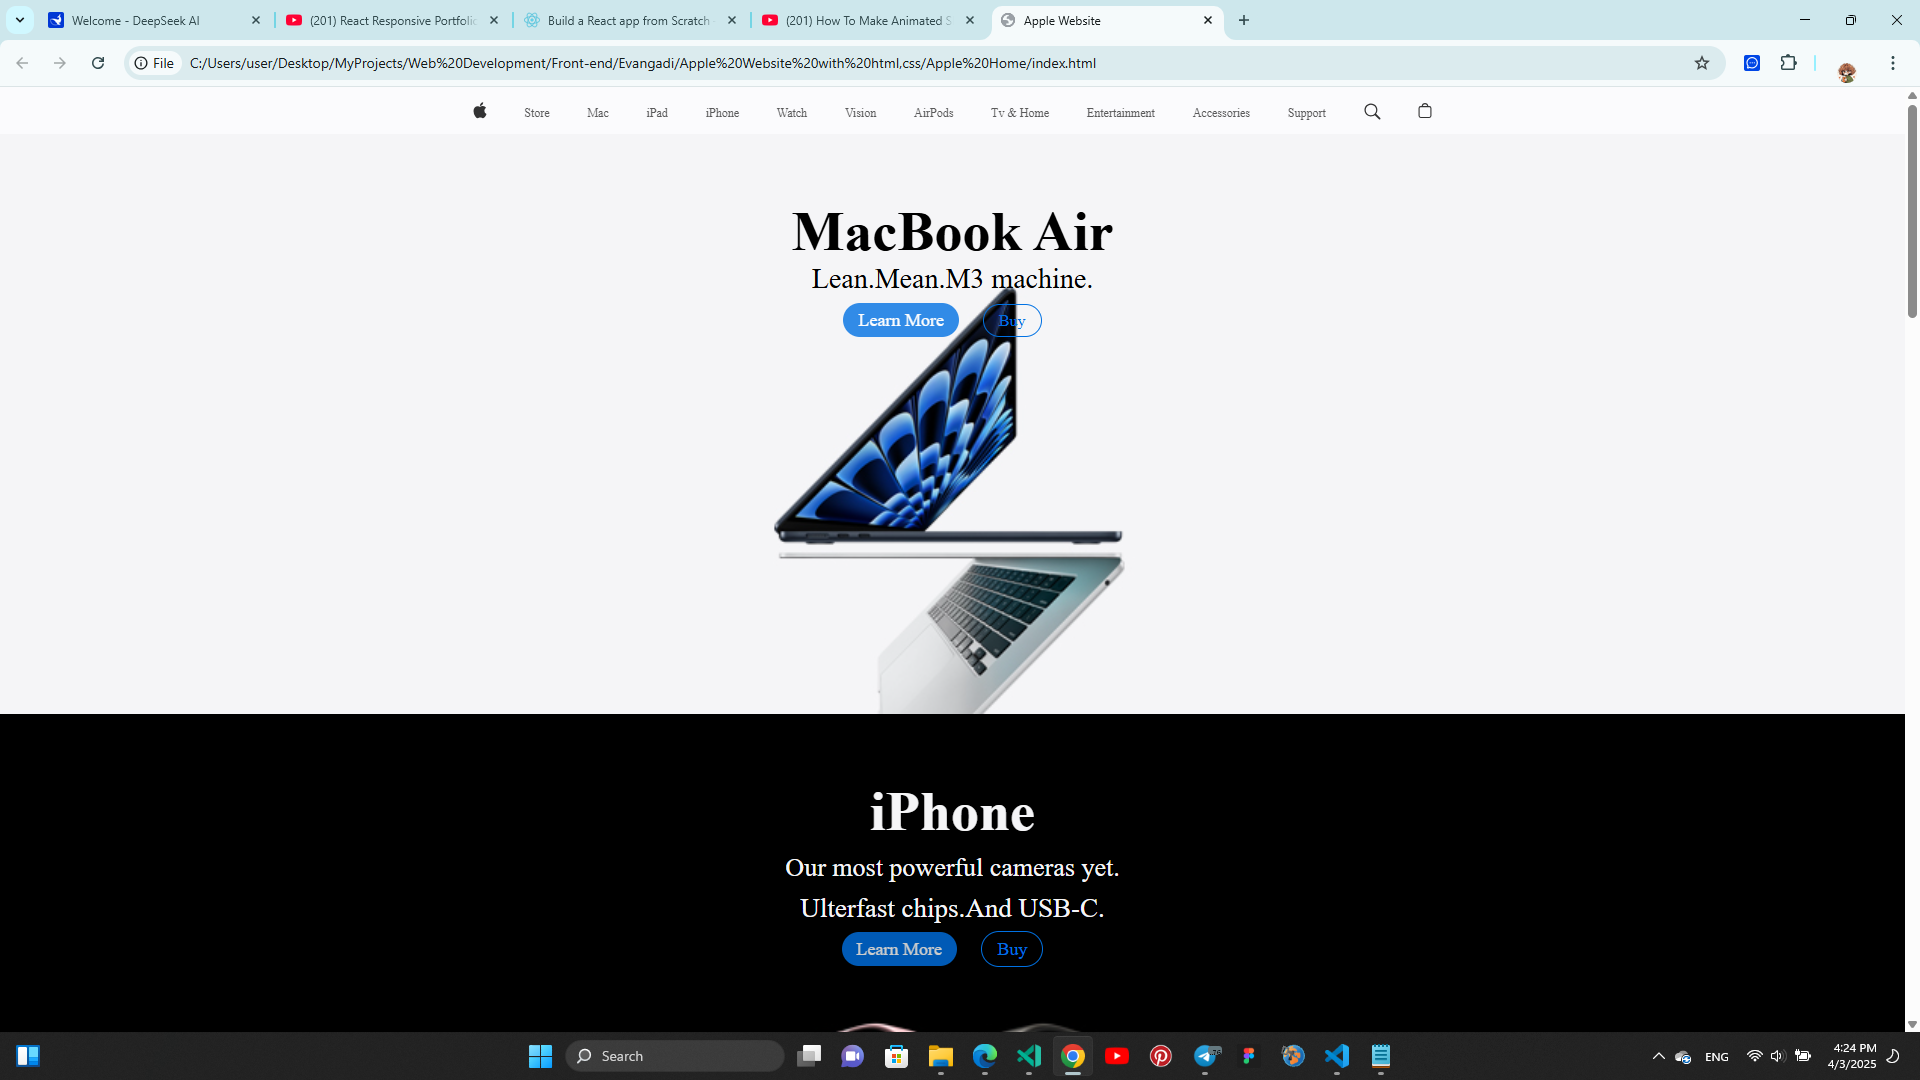 Welcome - DeepSeek AI
(201) React Responsive Portfolio
Build a React app from Scratch
(201) How To Make Animated S
Apple Website
File
C:/Users/user/Desktop/MyProjects/Web%20Development/Front-end/Evangadi/Apple%20Website%20with%20html,css/Apple%20Home/index.html
Store Mac iPad iPhone Watch Vision AirPods Tv & Home Entertainment Accessories Support
MacBook Air
Lean.Mean.M3 machine.
Learn More Buy
iPhone
Our most powerful cameras yet.
Ulterfast chips.And USB-C.
Learn More Buy
Search
ENG
4:24 PM
4/3/2025